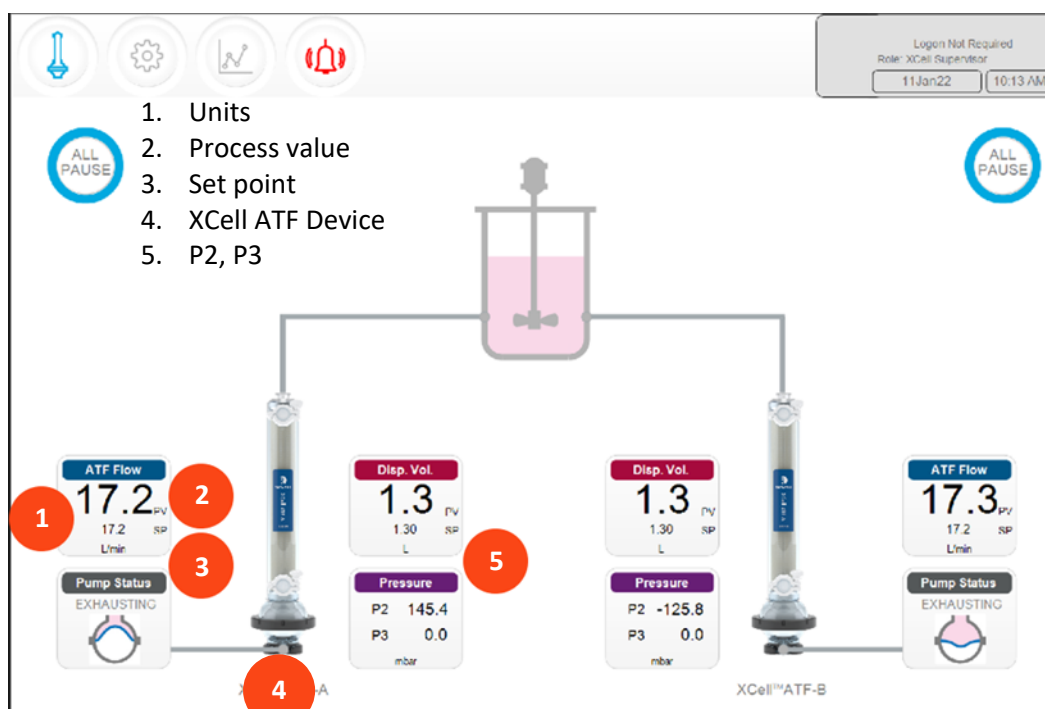 Logon Not Required
Role: XCell Supervisor
11Jan22 10:13 AM
1. Units
2. Process value
3. Set point
4. XCell ATF Device
5. P2, P3
ALL
PAUSE
ALL
PAUSE
ATF Flow
17.2 PV
17.2 SP
L/min
1
2
3
Pump Status
EXHAUSTING
Disp. Vol.
1.3 PV
1.30 SP
L
5
Pressure
P2 145.4
P3 0.0
mbar
Disp. Vol.
1.3 PV
1.30 SP
L
Pressure
P2 -125.8
P3 0.0
mbar
ATF Flow
17.3 PV
17.2 SP
L/min
Pump Status
EXHAUSTING
4
X -A
XCell™ATF-B